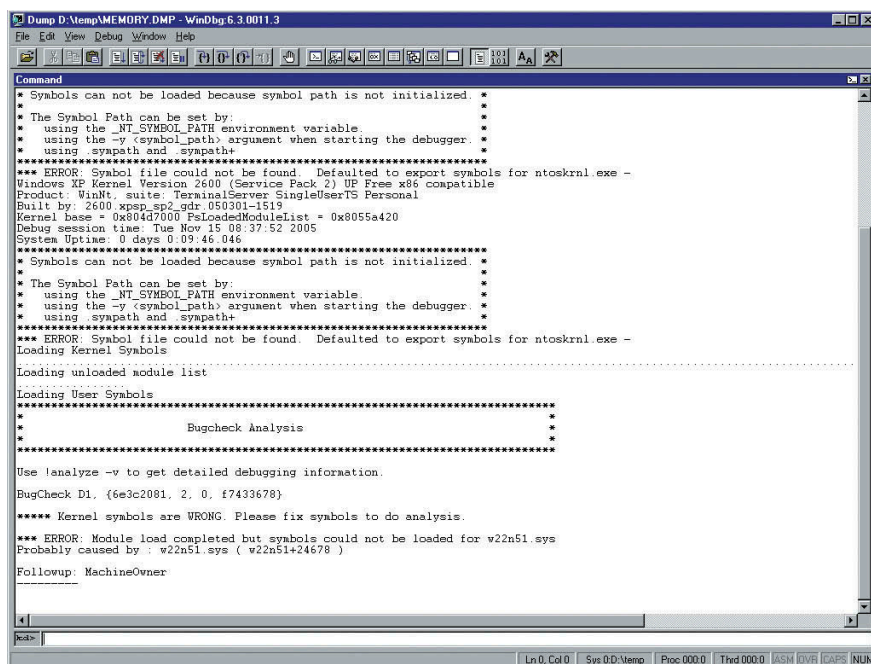 Dump D:\temp\MEMORY.DMP - WinDbg:6.3.0011.3
File Edit View Debug Window Help
101
101
AA
Command
* Symbols can not be loaded because symbol path is not initialized. *
* *
* The Symbol Path can be set by: *
* using the _NT_SYMBOL_PATH environment variable. *
* using the -y <symbol_path> argument when starting the debugger. *
* using .sympath and .sympath+ *
*********************************************************************
*** ERROR: Symbol file could not be found. Defaulted to export symbols for ntoskrnl.exe -
Windows XP Kernel Version 2600 (Service Pack 2) UP Free x86 compatible
Product: WinNt, suite: TerminalServer SingleUserTS Personal
Built by: 2600.xpsp_sp2_gdr.050301-1519
Kernel base = 0x804d7000 PsLoadedModuleList = 0x8055a420
Debug session time: Tue Nov 15 08:37:52 2005
System Uptime: 0 days 0:09:46.046
*********************************************************************
* Symbols can not be loaded because symbol path is not initialized. *
* *
* The Symbol Path can be set by: *
* using the _NT_SYMBOL_PATH environment variable. *
* using the -y <symbol_path> argument when starting the debugger. *
* using .sympath and .sympath+ *
*********************************************************************
*** ERROR: Symbol file could not be found. Defaulted to export symbols for ntoskrnl.exe -
Loading Kernel Symbols
...............................................................................................................................
Loading unloaded module list
................
Loading User Symbols
*******************************************************************************
* *
* Bugcheck Analysis *
* *
*******************************************************************************
Use !analyze -v to get detailed debugging information.
BugCheck D1, {6e3c2081, 2, 0, f7433678}
***** Kernel symbols are WRONG. Please fix symbols to do analysis.
*** ERROR: Module load completed but symbols could not be loaded for w22n51.sys
Probably caused by : w22n51.sys ( w22n51+24678 )
Followup: MachineOwner
---------
kd>
Ln 0, Col 0 Sys 0:D:\temp Proc 000:0 Thrd 000:0 ASM OVR CAPS NUM